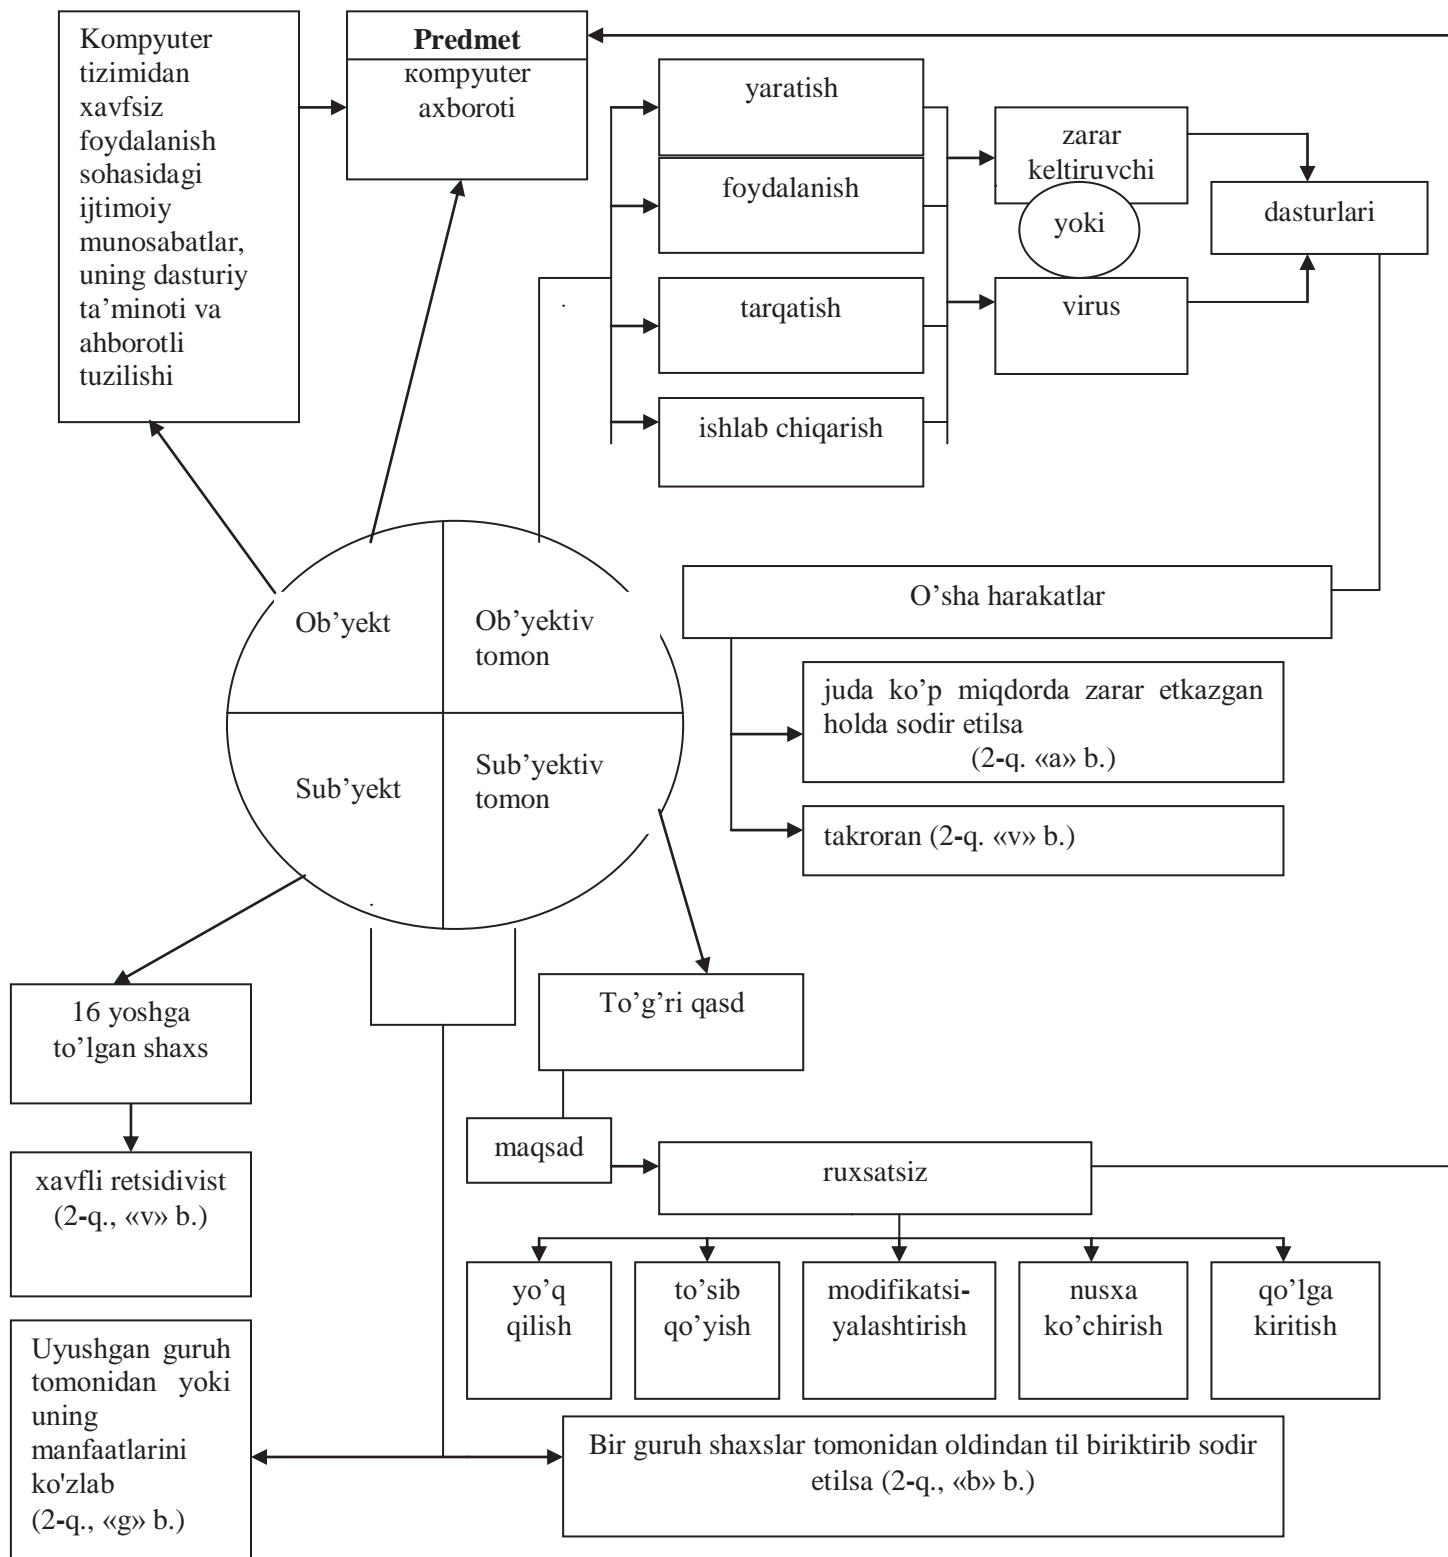 Kompyuter
tizimidan
xavfsiz
foydalanish
sohasidagi
ijtimoiy
munosabatlar,
uning dasturiy
ta’minoti va
ahborotli
tuzilishi
Predmet
kompyuter
axboroti
yaratish
foydalanish
tarqatish
ishlab chiqarish
zarar
keltiruvchi
yoki
virus
dasturlari
Ob’yekt
Ob’yektiv
tomon
Sub’yekt
Sub’yektiv
tomon
O’sha harakatlar
juda ko’p miqdorda zarar etkazgan
holda sodir etilsa
(2-q. «a» b.)
takroran (2-q. «v» b.)
16 yoshga
to’lgan shaxs
xavfli retsidivist
(2-q., «v» b.)
To’g’ri qasd
maqsad
ruxsatsiz
yo’q
qilish
to’sib
qo’yish
modifikatsi-
yalashtirish
nusxa
ko’chirish
qo’lga
kiritish
Uyushgan guruh
tomonidan yoki
uning
manfaatlarini
ko'zlab
(2-q., «g» b.)
Bir guruh shaxslar tomonidan oldindan til biriktirib sodir
etilsa (2-q., «b» b.)